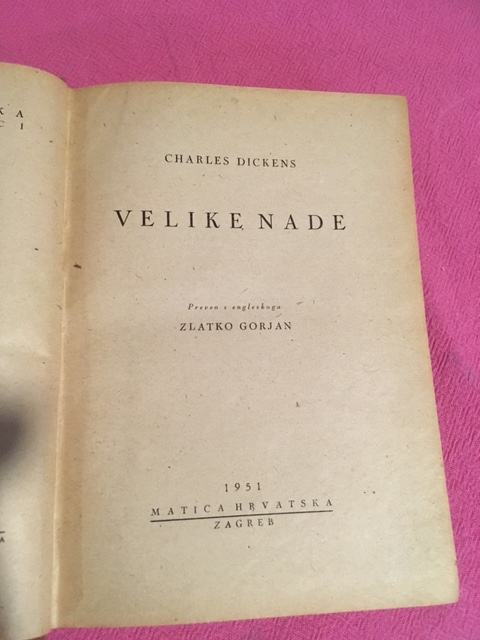 K A
C I
CHARLES DICKENS
VELIKE NADE
Preveo s engleskoga
ZLATKO GORJAN
1951
MATICA HRVATSKA
ZAGREB
A